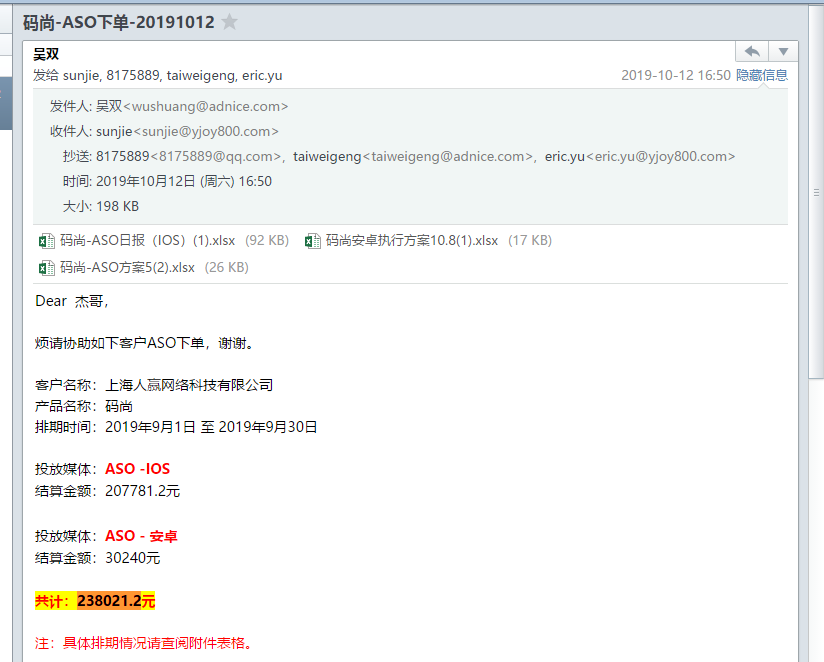 码尚-ASO下单-20191012
吴双
发给 sunjie, 8175889, taiweigeng, eric.yu
2019-10-12 16:50 隐藏信息
发件人: 吴双<wushuang@adnice.com>
收件人: sunjie<sunjie@yjoy800.com>
抄送: 8175889<8175889@qq.com>, taiweigeng<taiweigeng@adnice.com>, eric.yu<eric.yu@yjoy800.com>
时间: 2019年10月12日 (周六) 16:50
大小: 198 KB
码尚-ASO日报（IOS）(1).xlsx (92 KB) 码尚安卓执行方案10.8(1).xlsx (17 KB)
码尚-ASO方案5(2).xlsx (26 KB)
Dear 杰哥，
烦请协助如下客户ASO下单，谢谢。
客户名称：上海人赢网络科技有限公司
产品名称：码尚
排期时间：2019年9月1日 至 2019年9月30日
投放媒体：ASO -IOS
结算金额：207781.2元
投放媒体：ASO - 安卓
结算金额：30240元
共计：238021.2元
注：具体排期情况请查阅附件表格。